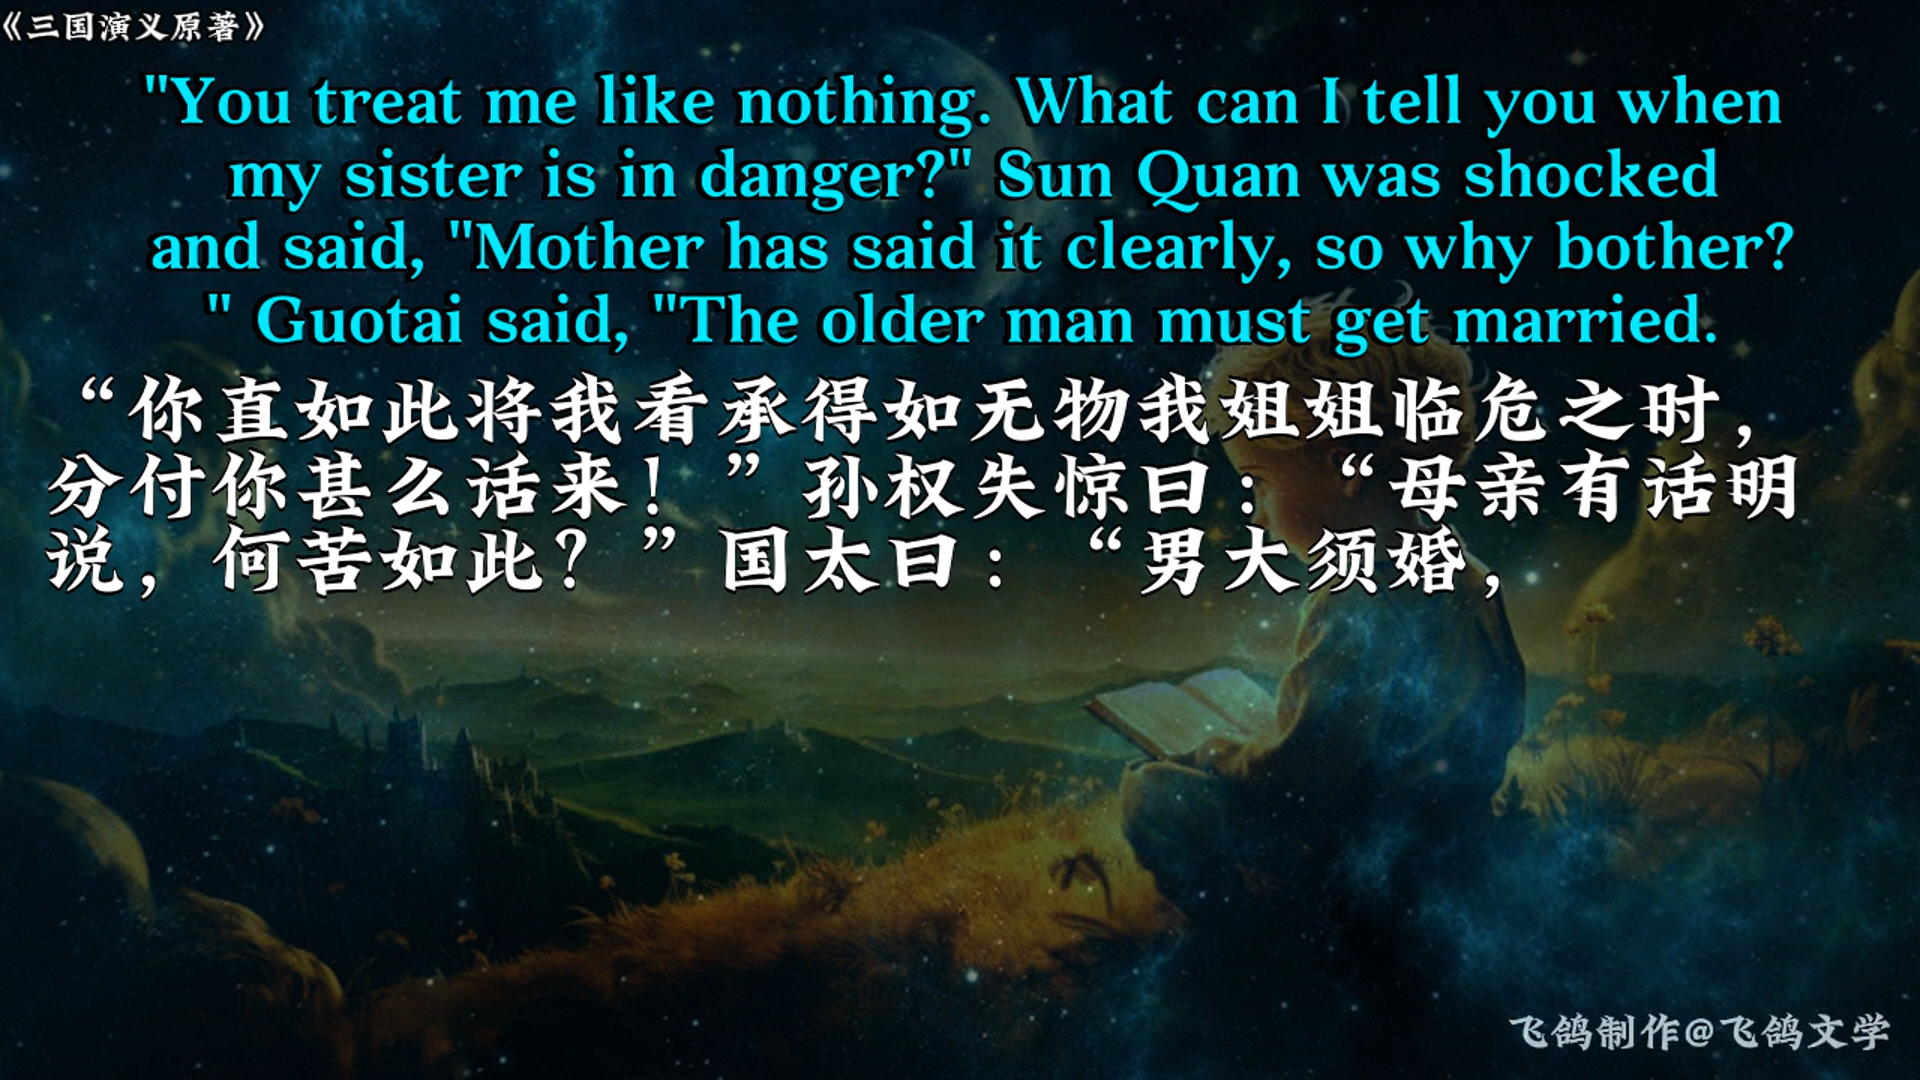 《三国演义原著》
"You treat me like nothing. What can I tell you when
my sister is in danger?" Sun Quan was shocked
and said, "Mother has said it clearly, so why bother?
" Guotai said, "The older man must get married.
“你直如此将我看承得如无物我姐姐临危之时，
分付你甚么话来！”孙权失惊曰：“母亲有话明
说，何苦如此？”国太曰：“男大须婚，
飞鸽制作@飞鸽文学